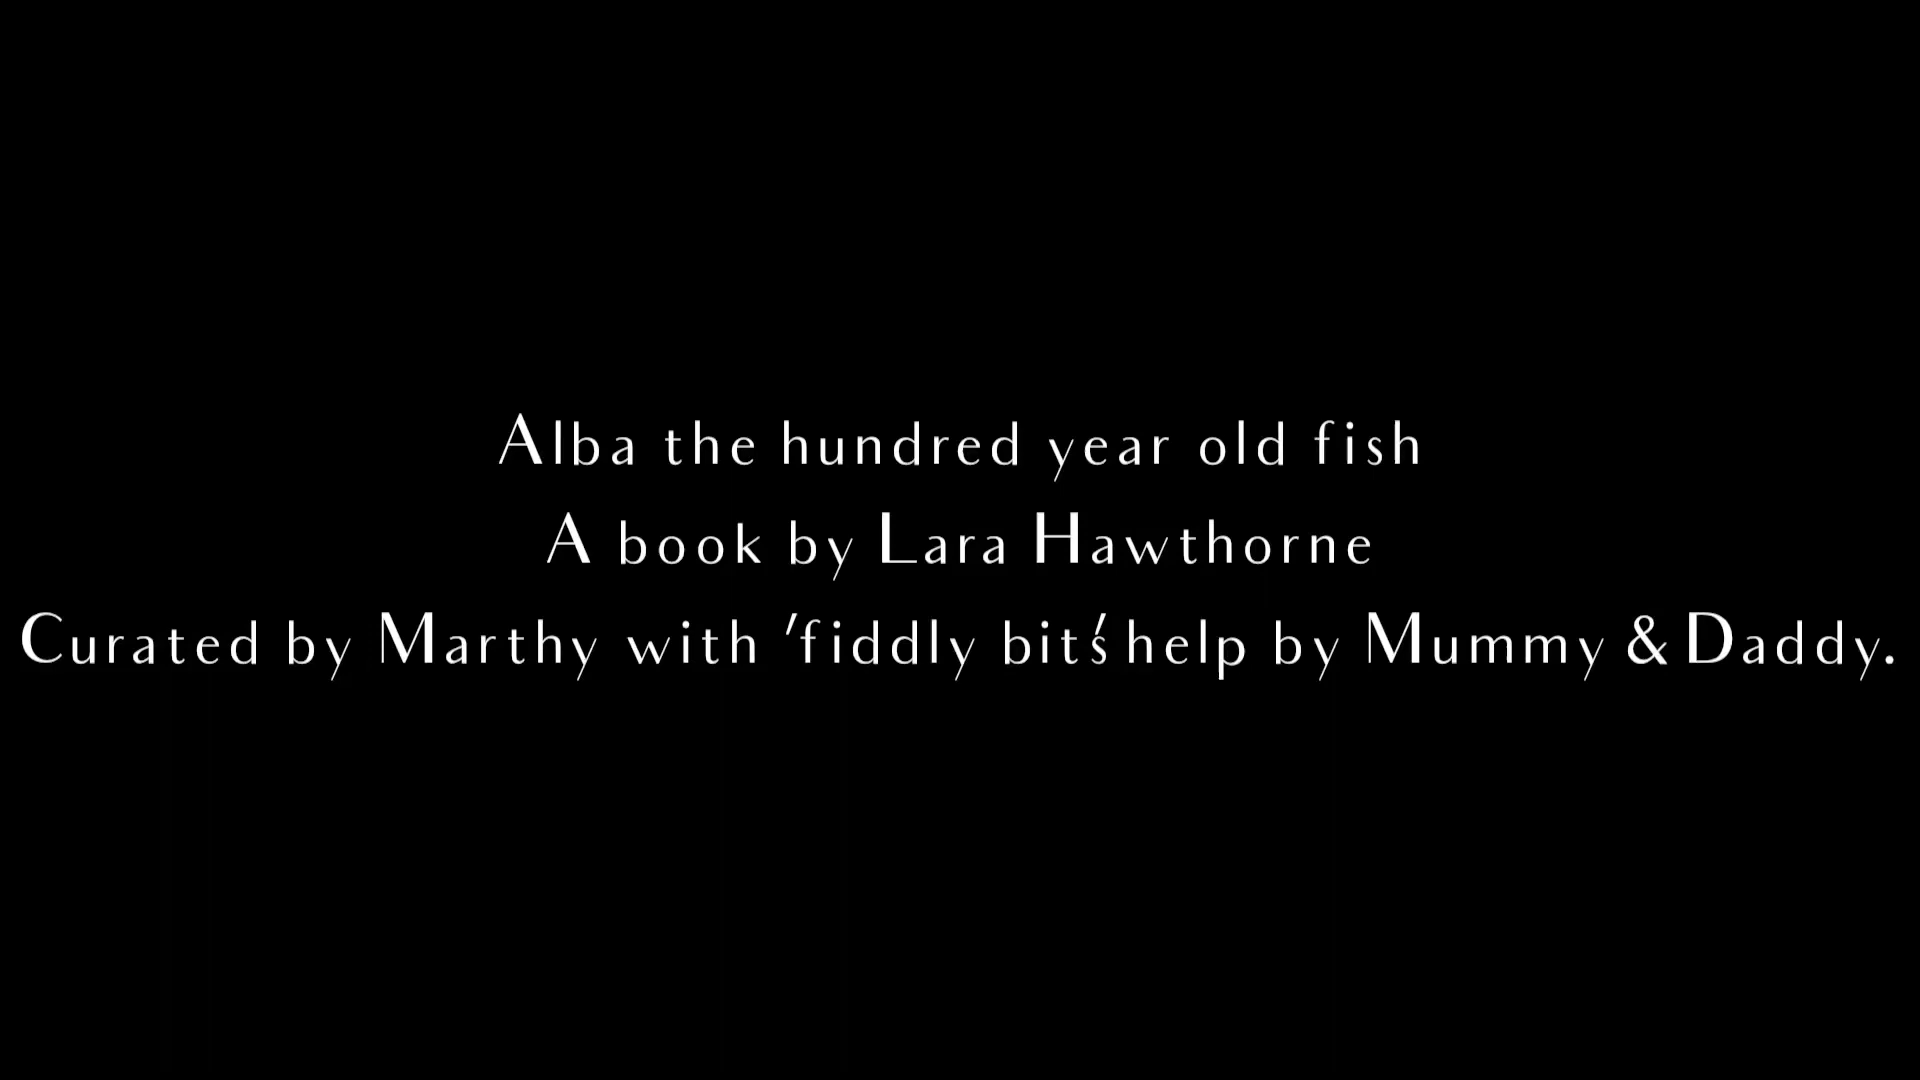 Alba the hundred year old fish
A book by Lara Hawthorne
Curated by Marthy with 'fiddly bits' help by Mummy & Daddy.